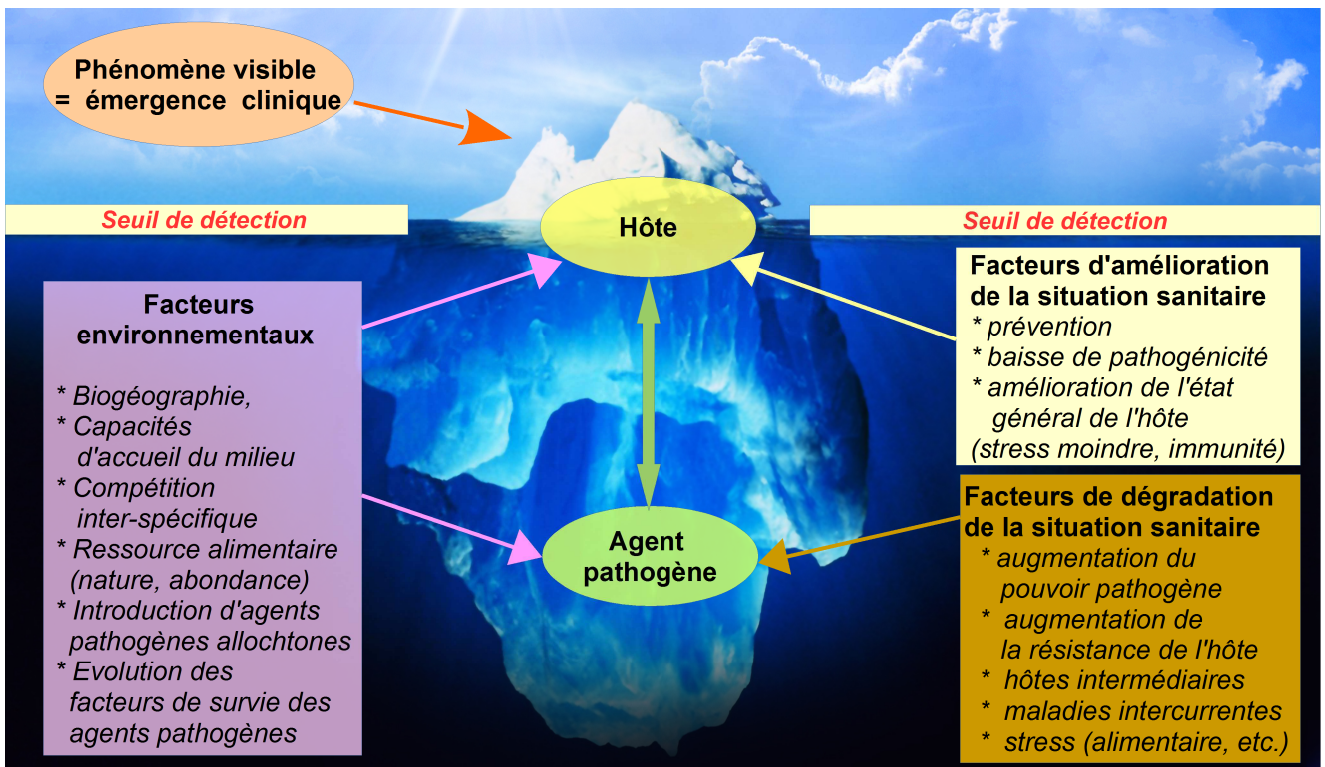 Phénomène visible
= émergence clinique
Seuil de détection
Hôte
Seuil de détection
Facteurs
environnementaux
* Biogéographie,
* Capacités
d'accueil du milieu
* Compétition
inter-spécifique
* Ressource alimentaire
(nature, abondance)
* Introduction d'agents
pathogènes allochtones
* Evolution des
facteurs de survie des
agents pathogènes
Agent
pathogène
Facteurs d'amélioration
de la situation sanitaire
* prévention
* baisse de pathogénicité
* amélioration de l'état
général de l'hôte
(stress moindre, immunité)
Facteurs de dégradation
de la situation sanitaire
* augmentation du
pouvoir pathogène
* augmentation de
la résistance de l'hôte
* hôtes intermédiaires
* maladies intercurrentes
* stress (alimentaire, etc.)